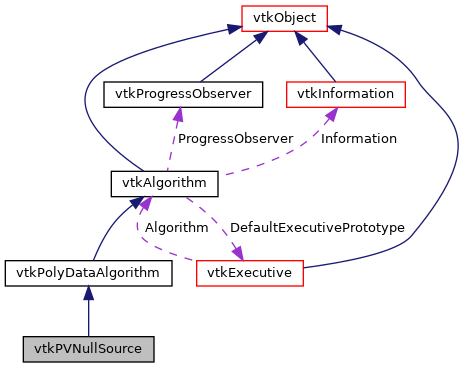 vtkObject
vtkProgressObserver
vtkInformation
ProgressObserver
Information
vtkAlgorithm
Algorithm
DefaultExecutivePrototype
vtkPolyDataAlgorithm
vtkExecutive
vtkPVNullSource